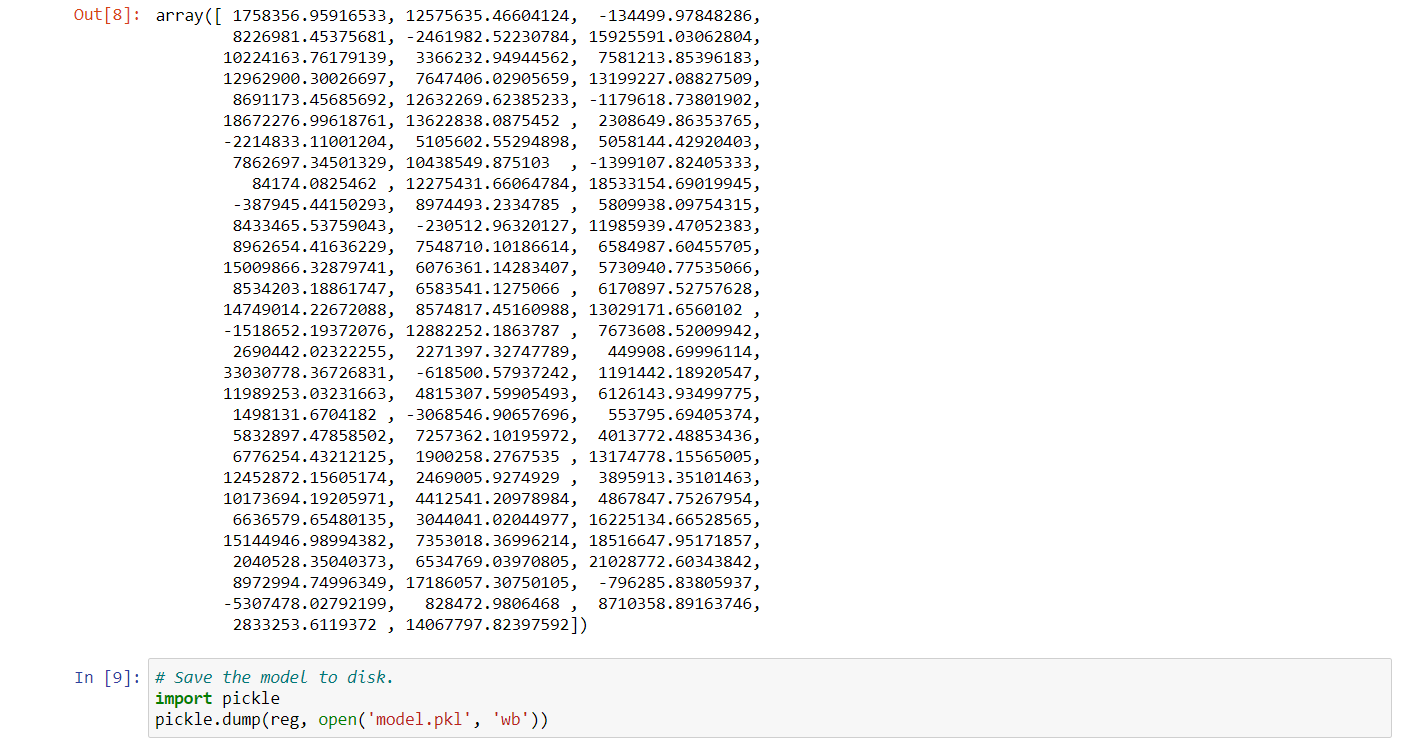 Out[8]: array([ 1758356.95916533, 12575635.46604124,  -134499.97848286,
        8226981.45375681, -2461982.52230784, 15925591.03062804,
       10224163.76179139,  3366232.94944562,  7581213.85396183,
       12962900.30026697,  7647406.02905659, 13199227.08827509,
        8691173.45685692, 12632269.62385233, -1179618.73801902,
       18672276.99618761, 13622838.0875452 ,  2308649.86353765,
       -2214833.11001204,  5105602.55294898,  5058144.42920403,
        7862697.34501329, 10438549.875103  , -1399107.82405333,
          84174.0825462 , 12275431.66064784, 18533154.69019945,
        -387945.44150293,  8974493.2334785 ,  5809938.09754315,
        8433465.53759043,  -230512.96320127, 11985939.47052383,
        8962654.41636229,  7548710.10186614,  6584987.60455705,
       15009866.32879741,  6076361.14283407,  5730940.77535066,
        8534203.18861747,  6583541.1275066 ,  6170897.52757628,
       14749014.22672088,  8574817.45160988, 13029171.6560102 ,
       -1518652.19372076, 12882252.1863787 ,  7673608.52009942,
        2690442.02322255,  2271397.32747789,   449908.69996114,
       33030778.36726831,  -618500.57937242,  1191442.18920547,
       11989253.03231663,  4815307.59905493,  6126143.93499775,
        1498131.6704182 , -3068546.90657696,   553795.69405374,
        5832897.47858502,  7257362.10195972,  4013772.48853436,
        6776254.43212125,  1900258.2767535 , 13174778.15565005,
       12452872.15605174,  2469005.9274929 ,  3895913.35101463,
       10173694.19205971,  4412541.20978984,  4867847.75267954,
        6636579.65480135,  3044041.02044977, 16225134.66528565,
       15144946.98994382,  7353018.36996214, 18516647.95171857,
        2040528.35040373,  6534769.03970805, 21028772.60343842,
        8972994.74996349, 17186057.30750105,  -796285.83805937,
       -5307478.02792199,   828472.9806468 ,  8710358.89163746,
        2833253.6119372 , 14067797.82397592])
In [9]: # Save the model to disk.
import pickle
pickle.dump(reg, open('model.pkl', 'wb'))